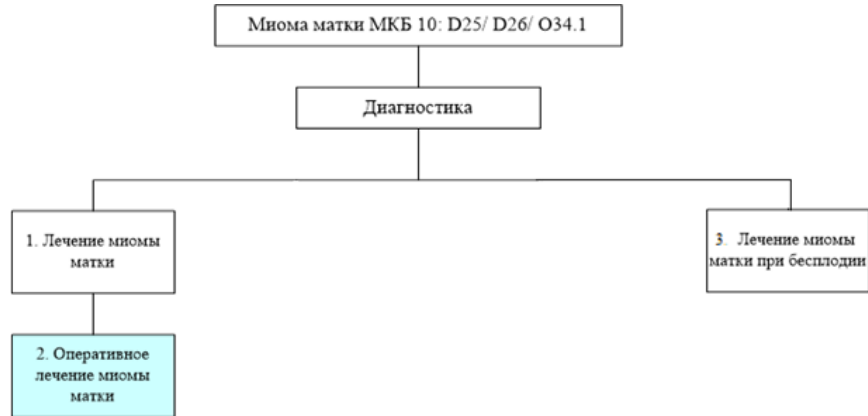 Миома матки МКБ 10: D25/ D26/ O34.1
Диагностика
1. Лечение миомы
матки
3. Лечение миомы
матки при бесплодии
2. Оперативное
лечение миомы
матки